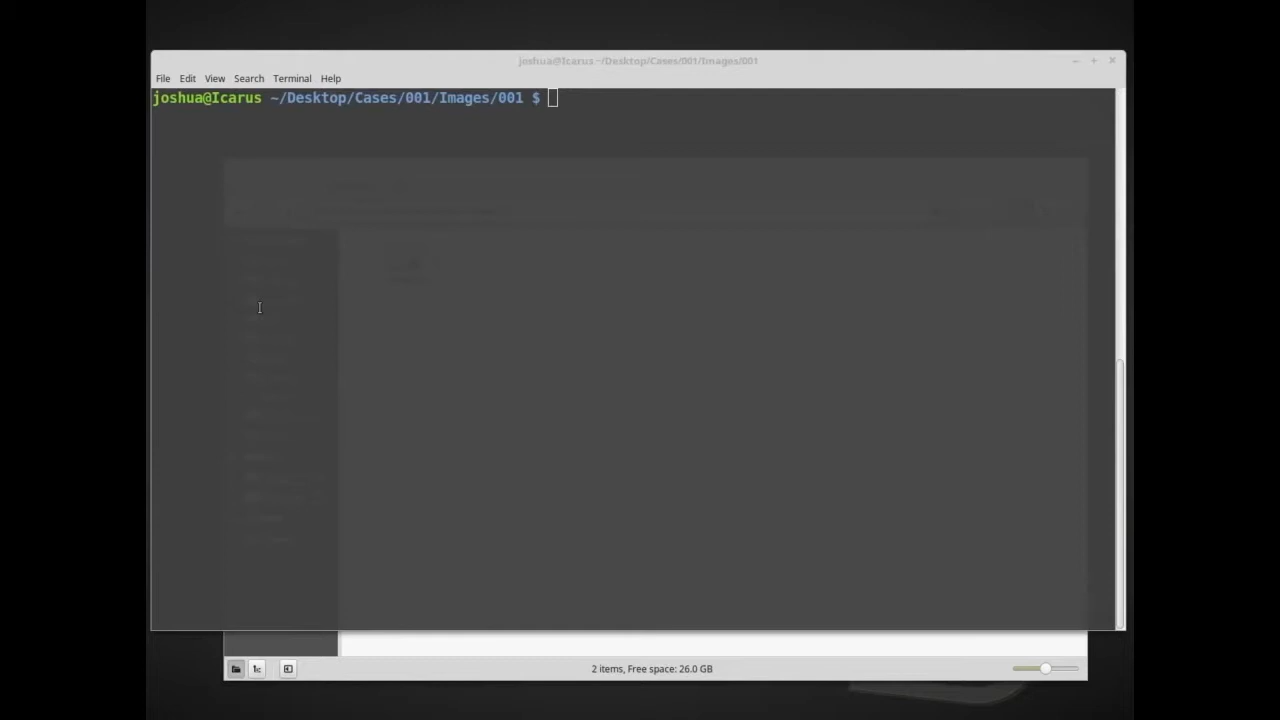 joshua@Icarus ~/Desktop/Cases/001/Images/001
File Edit View Search Terminal Help
joshua@Icarus ~/Desktop/Cases/001/Images/001 $
2 items, Free space: 26.0 GB